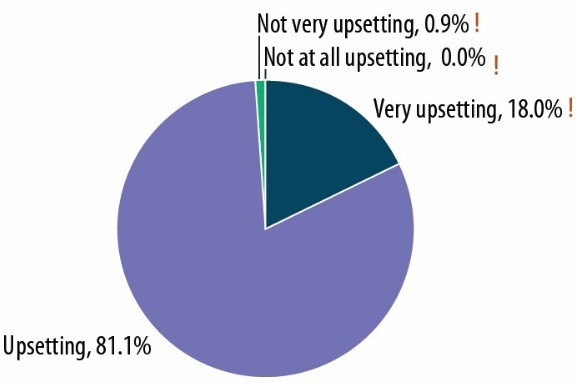 Not very upsetting, 0.9% !
Not at all upsetting, 0.0% !
Very upsetting, 18.0% !
Upsetting, 81.1%